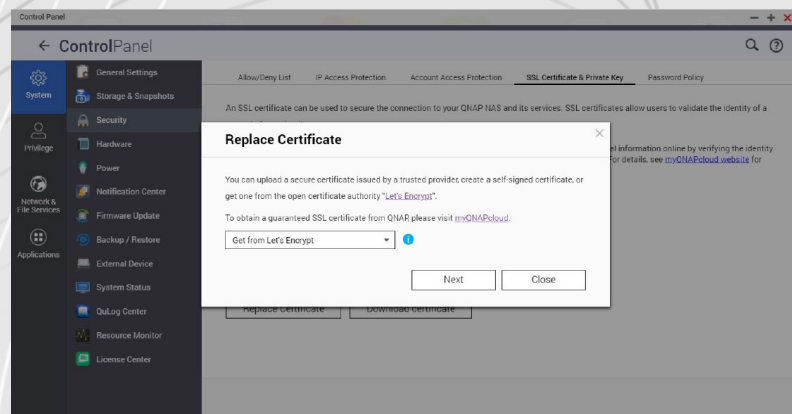 Control Panel
ControlPanel
System
Privilege
Network &
File Services
Applications
General Settings
Storage & Snapshots
Security
Hardware
Power
Notification Center
Firmware Update
Backup / Restore
External Device
System Status
QuLog Center
Resource Monitor
License Center
Allow/Deny List
IP Access Protection
Account Access Protection
SSL Certificate & Private Key
Password Policy
An SSL certificate can be used to secure the connection to your QNAP NAS and its services. SSL certificates allow users to validate the identity of a
al information online by verifying the identity
For details, see myQNAPcloud website for
Replace Certificate
You can upload a secure certificate issued by a trusted provider, create a self-signed certificate, or
get one from the open certificate authority "Let's Encrypt".
To obtain a guaranteed SSL certificate from QNAP, please visit myQNAPcloud.
Get from Let's Encrypt
Next
Close
Replace Certificate
Download certificate